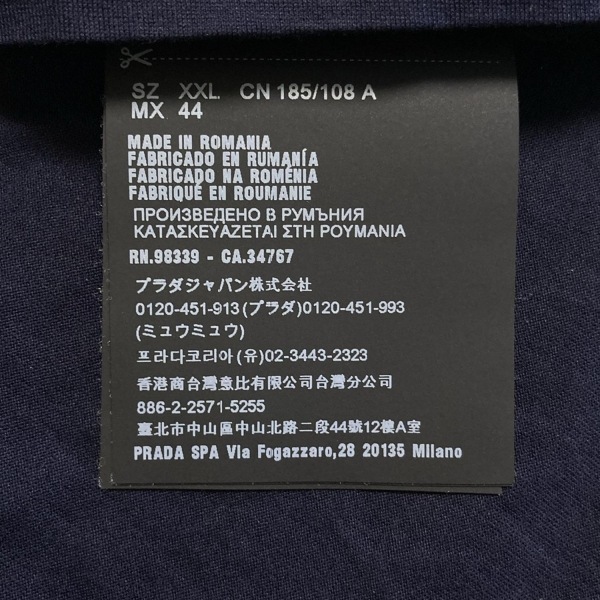 SZ XXL CN 185/108 A
MX 44
MADE IN ROMANIA
FABRICADO EN RUMANÍA
FABRICADO NA ROMÉNIA
FABRIQUÉ EN ROUMANIE
ПРОИЗВЕДЕНО В РУМЪНИЯ
ΚΑΤΑΣΚΕΥΑΖΕΤΑΙ ΣΤΗ ΡΟΥΜΑΝΙΑ
RN.98339 - CA.34767
プラダジャパン株式会社
0120-451-913(プラダ)0120-451-993
(ミュウミュウ)
프라다코리아(유)02-3443-2323
香港商台灣意比有限公司台灣分公司
886-2-2571-5255
臺北市中山區中山北路二段44號12樓A室
PRADA SPA Via Fogazzaro,28 20135 Milano